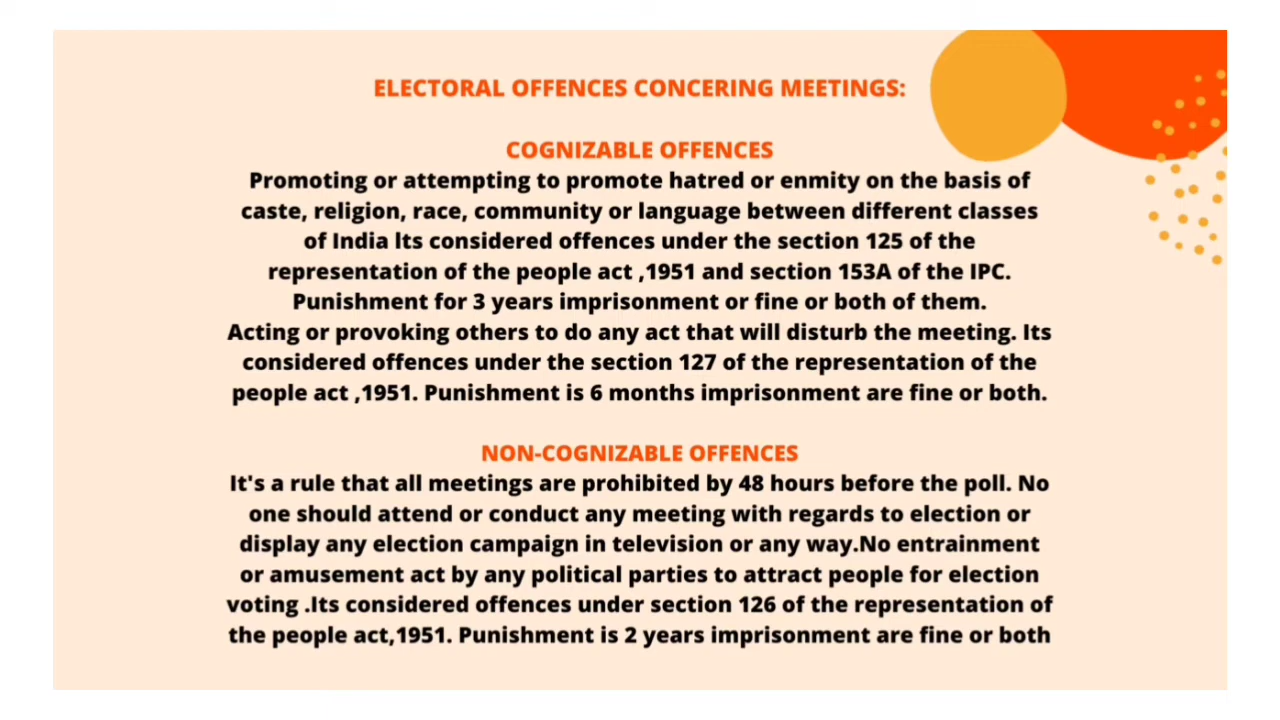 ELECTORAL OFFENCES CONCERING MEETINGS:
COGNIZABLE OFFENCES
Promoting or attempting to promote hatred or enmity on the basis of
caste, religion, race, community or language between different classes
of India Its considered offences under the section 125 of the
representation of the people act ,1951 and section 153A of the IPC.
Punishment for 3 years imprisonment or fine or both of them.
Acting or provoking others to do any act that will disturb the meeting. Its
considered offences under the section 127 of the representation of the
people act ,1951. Punishment is 6 months imprisonment are fine or both.
NON-COGNIZABLE OFFENCES
It's a rule that all meetings are prohibited by 48 hours before the poll. No
one should attend or conduct any meeting with regards to election or
display any election campaign in television or any way.No entrainment
or amusement act by any political parties to attract people for election
voting .Its considered offences under section 126 of the representation of
the people act,1951. Punishment is 2 years imprisonment are fine or both